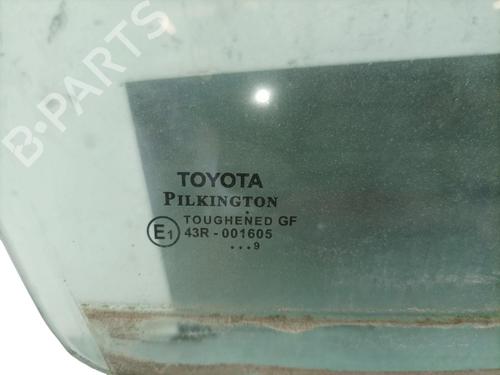 B-PARTS
TOYOTA
PILKINGTON
TOUGHENED GF
E1 43R - 001605
...9